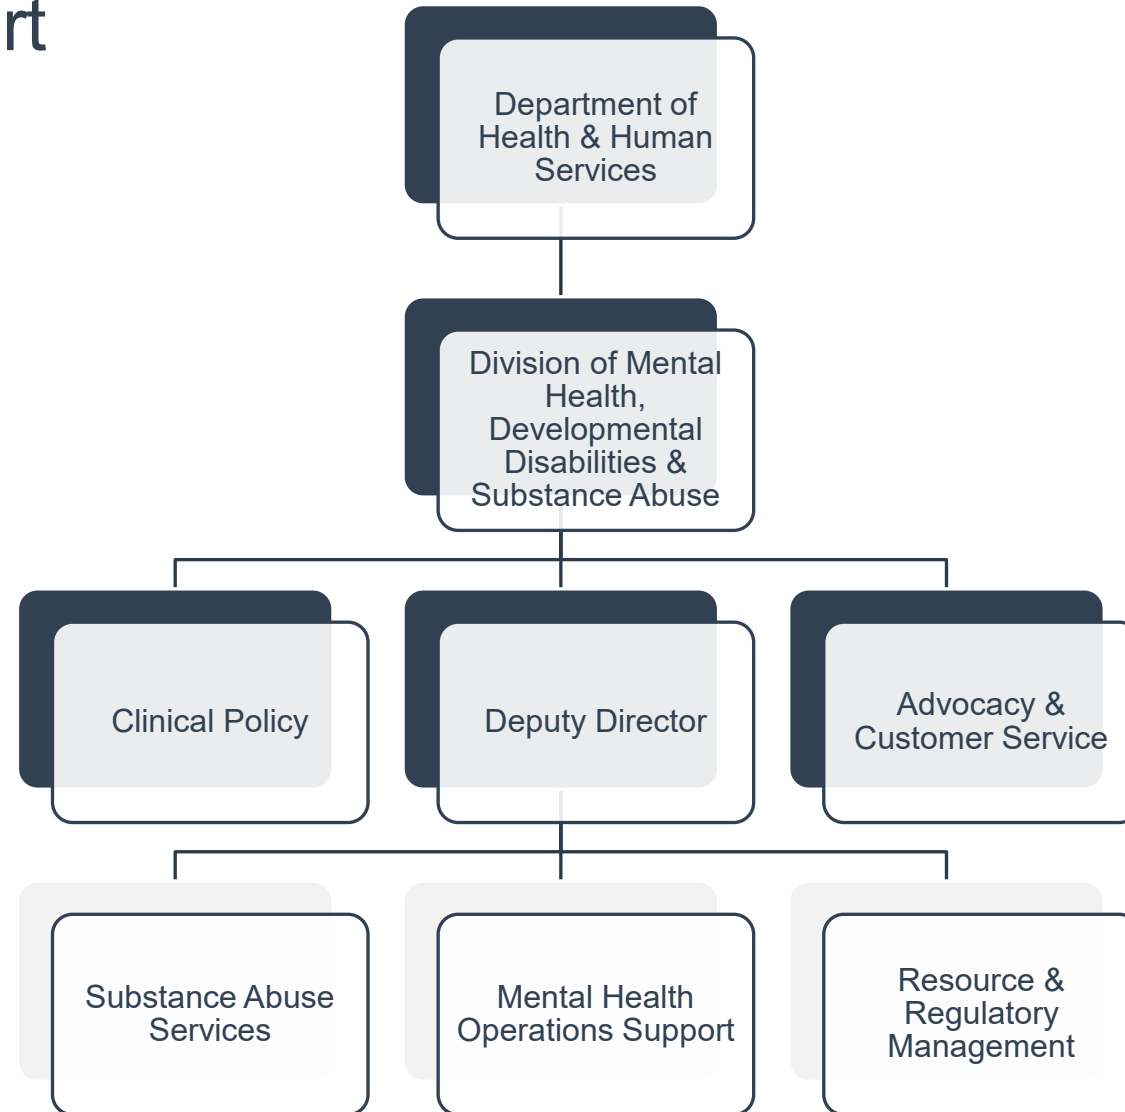 rt
Department of
Health & Human
Services
Division of Mental
Health,
Developmental
Disabilities &
Substance Abuse
Clinical Policy
Deputy Director
Advocacy &
Customer Service
Substance Abuse
Services
Mental Health
Operations Support
Resource &
Regulatory
Management